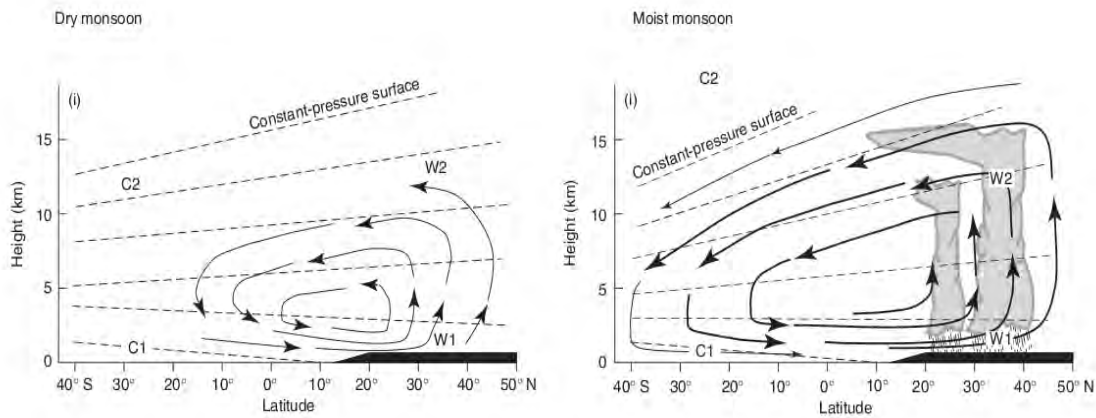 Dry monsoon
(i)
Constant-pressure surface
C2
W2
C1
W1
15
10
5
0
Height (km)
40° S 30° 20° 10° 0° 10° 20° 30° 40° 50° N
Latitude
Moist monsoon
(i)
C2
Constant-pressure surface
W2
C1
W1
15
10
5
0
Height (km)
40° S 30° 20° 10° 0° 10° 20° 30° 40° 50° N
Latitude